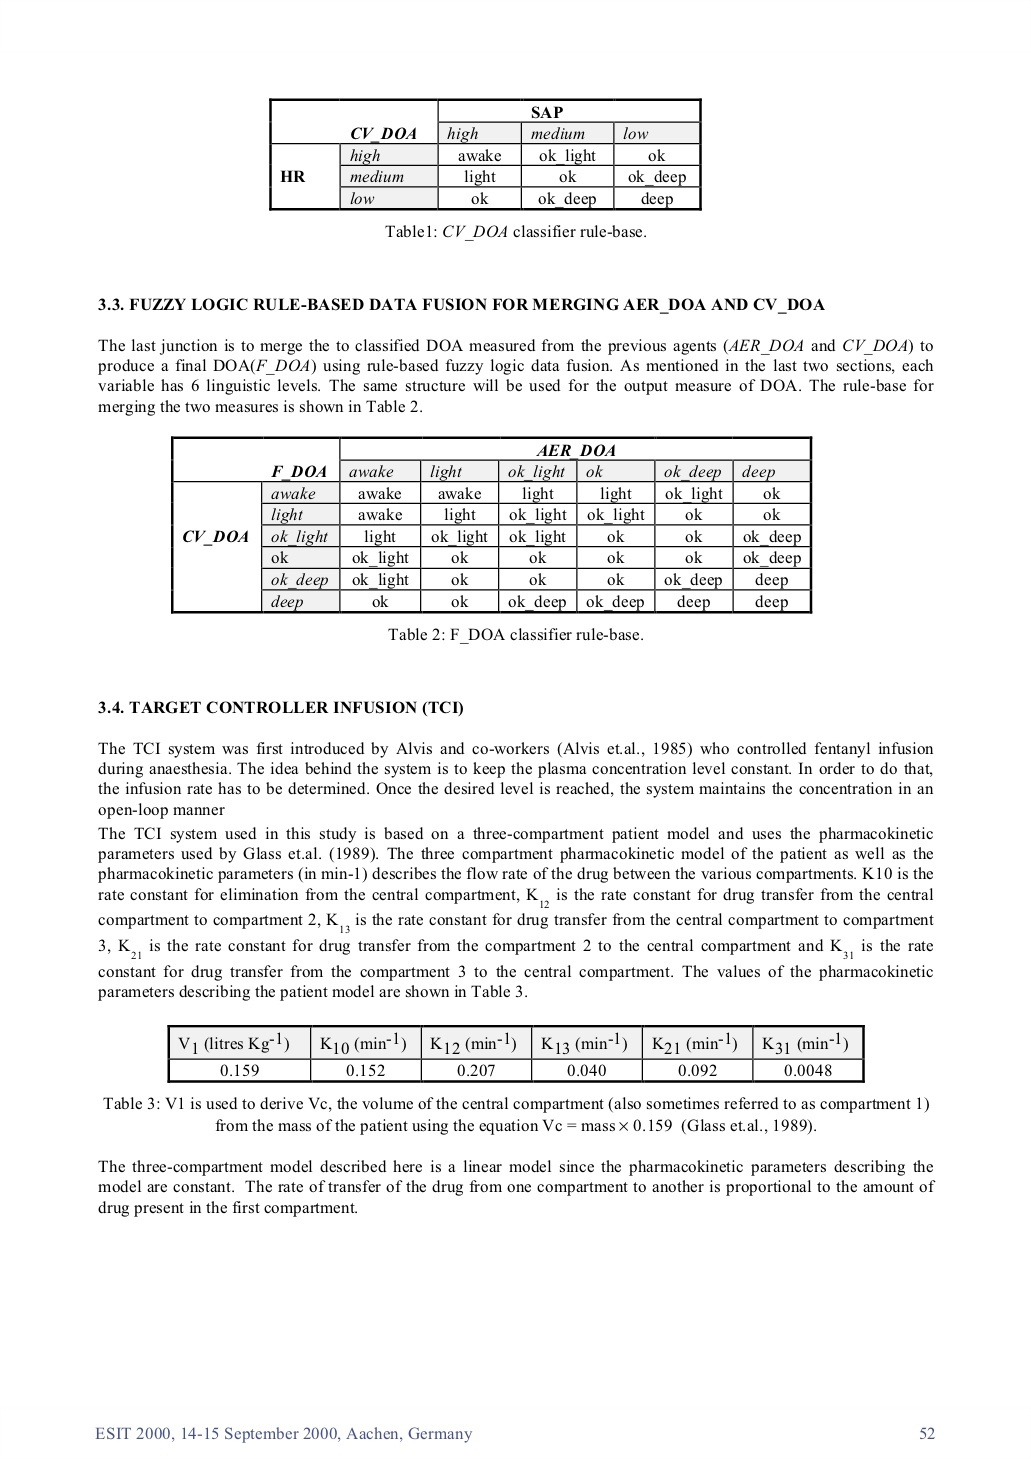 SAP
CV_DOA high medium low
high awake ok_light ok
HR medium light ok ok_deep
low ok ok_deep deep
Table1: CV_DOA classifier rule-base.
3.3. FUZZY LOGIC RULE-BASED DATA FUSION FOR MERGING AER_DOA AND CV_DOA
The last junction is to merge the to classified DOA measured from the previous agents (AER_DOA and CV_DOA) to
produce a final DOA(F_DOA) using rule-based fuzzy logic data fusion. As mentioned in the last two sections, each
variable has 6 linguistic levels. The same structure will be used for the output measure of DOA. The rule-base for
merging the two measures is shown in Table 2.
AER_DOA
F_DOA awake light ok_light ok ok_deep deep
awake awake awake light light ok_light ok
light awake light ok_light ok_light ok ok
CV_DOA ok_light light ok_light ok_light ok ok ok_deep
ok ok_light ok ok ok ok ok_deep
ok_deep ok_light ok ok ok ok_deep deep
deep ok ok ok_deep ok_deep deep deep
Table 2: F_DOA classifier rule-base.
3.4. TARGET CONTROLLER INFUSION (TCI)
The TCI system was first introduced by Alvis and co-workers (Alvis et.al., 1985) who controlled fentanyl infusion
during anaesthesia. The idea behind the system is to keep the plasma concentration level constant. In order to do that,
the infusion rate has to be determined. Once the desired level is reached, the system maintains the concentration in an
open-loop manner
The TCI system used in this study is based on a three-compartment patient model and uses the pharmacokinetic
parameters used by Glass et.al. (1989). The three compartment pharmacokinetic model of the patient as well as the
pharmacokinetic parameters (in min-1) describes the flow rate of the drug between the various compartments. K10 is the
rate constant for elimination from the central compartment, K12 is the rate constant for drug transfer from the central
compartment to compartment 2, K13 is the rate constant for drug transfer from the central compartment to compartment
3, K21 is the rate constant for drug transfer from the compartment 2 to the central compartment and K31 is the rate
constant for drug transfer from the compartment 3 to the central compartment. The values of the pharmacokinetic
parameters describing the patient model are shown in Table 3.
V1 (litres Kg-1) K10 (min-1) K12 (min-1) K13 (min-1) K21 (min-1) K31 (min-1)
0.159 0.152 0.207 0.040 0.092 0.0048
Table 3: V1 is used to derive Vc, the volume of the central compartment (also sometimes referred to as compartment 1)
from the mass of the patient using the equation Vc = mass × 0.159 (Glass et.al., 1989).
The three-compartment model described here is a linear model since the pharmacokinetic parameters describing the
model are constant. The rate of transfer of the drug from one compartment to another is proportional to the amount of
drug present in the first compartment.
ESIT 2000, 14-15 September 2000, Aachen, Germany 52